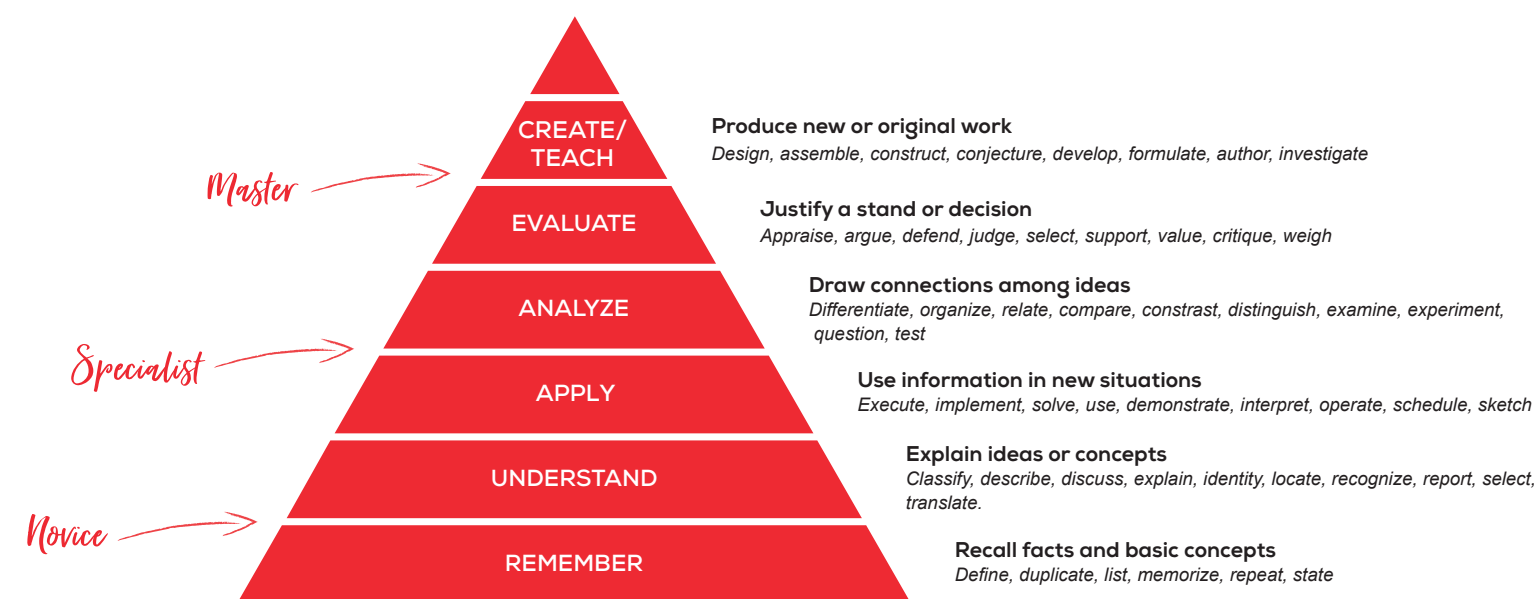 CREATE/
TEACH
Produce new or original work
Design, assemble, construct, conjecture, develop, formulate, author, investigate
Master
EVALUATE
Justify a stand or decision
Appraise, argue, defend, judge, select, support, value, critique, weigh
ANALYZE
Draw connections among ideas
Differentiate, organize, relate, compare, constrast, distinguish, examine, experiment,
question, test
Specialist
APPLY
Use information in new situations
Execute, implement, solve, use, demonstrate, interpret, operate, schedule, sketch
UNDERSTAND
Explain ideas or concepts
Classify, describe, discuss, explain, identity, locate, recognize, report, select,
translate.
Novice
REMEMBER
Recall facts and basic concepts
Define, duplicate, list, memorize, repeat, state